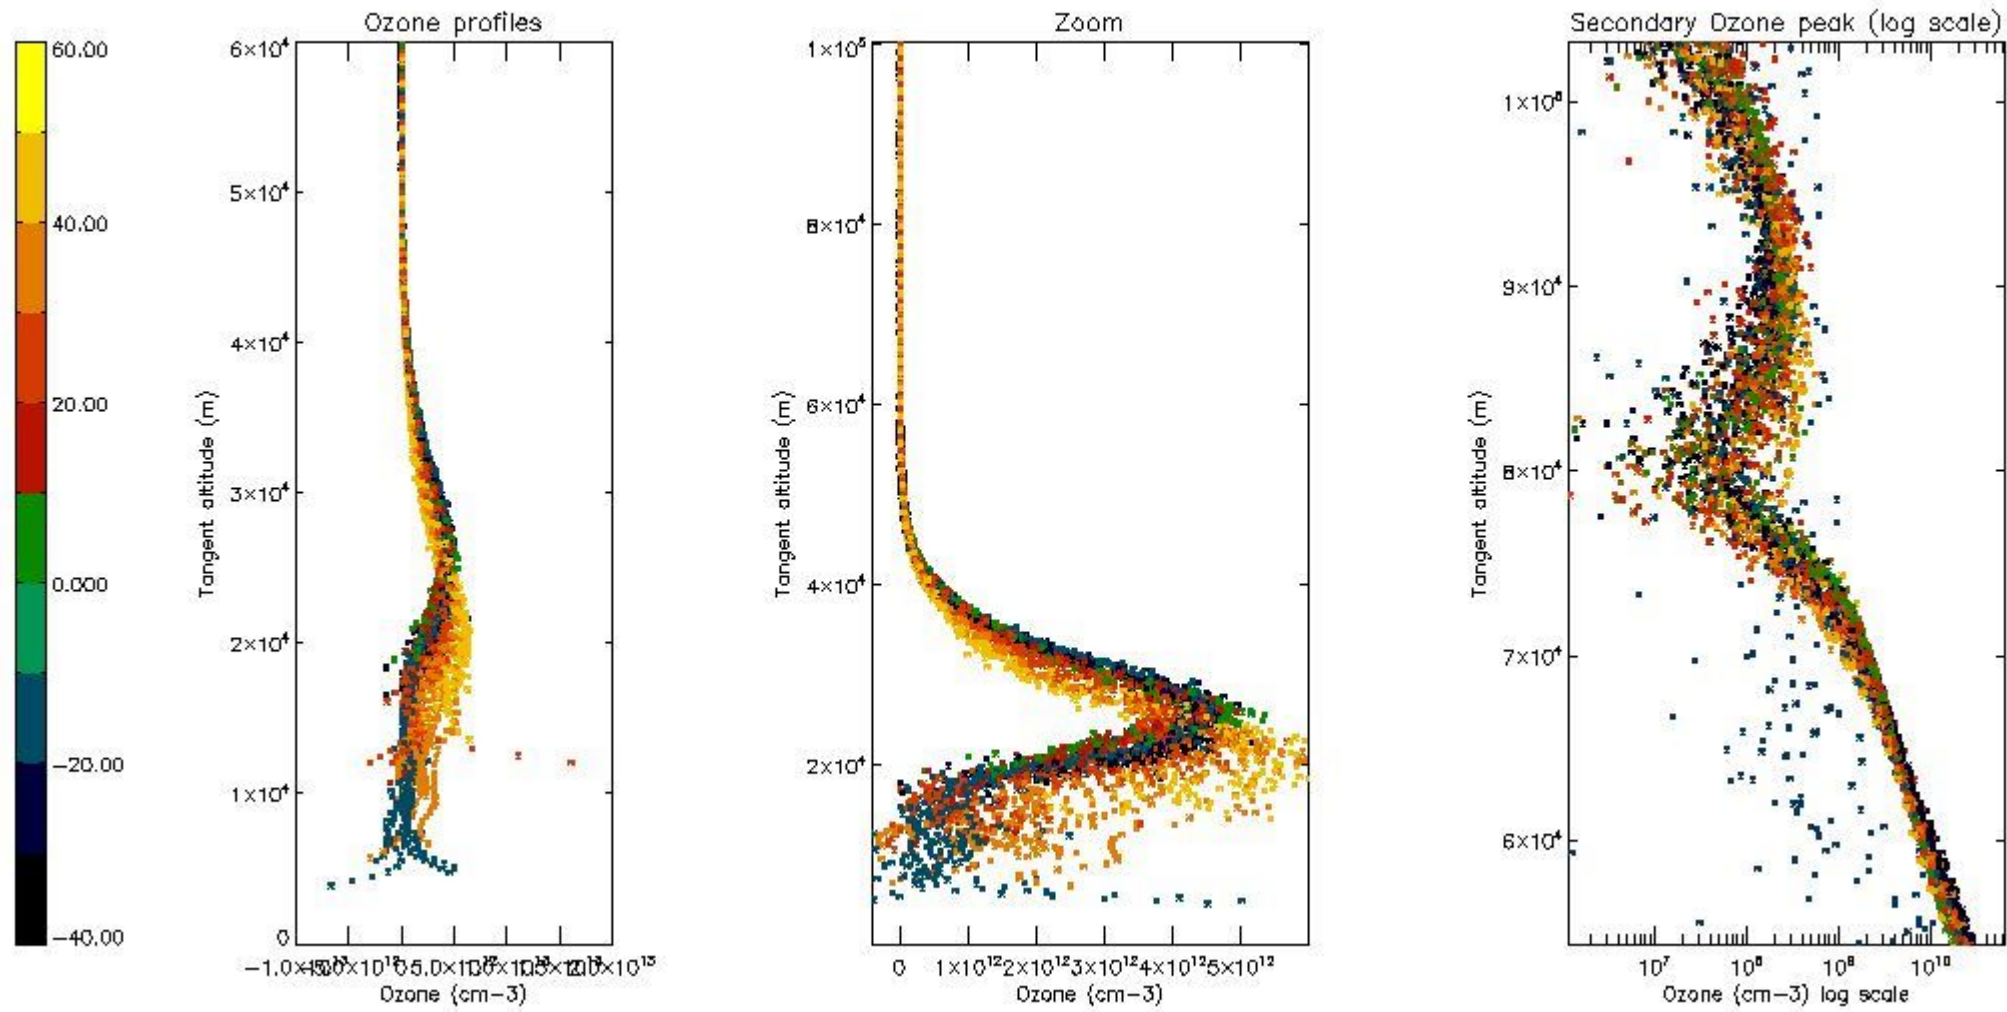 Ozone profiles
Zoom
Secondary Ozone peak (log scale)
60.00
40.00
20.00
0.000
−20.00
−40.00
6×10⁴
5×10⁴
4×10⁴
3×10⁴
2×10⁴
1×10⁴
0
Tangent altitude (m)
Ozone (cm−3)
1×10⁵
8×10⁴
6×10⁴
4×10⁴
2×10⁴
Tangent altitude (m)
0 1×10¹² 2×10¹² 3×10¹² 4×10¹² 5×10¹²
Ozone (cm−3)
9×10⁴
8×10⁴
7×10⁴
6×10⁴
Tangent altitude (m)
10⁷ 10⁸ 10⁹ 10¹⁰
Ozone (cm−3) log scale